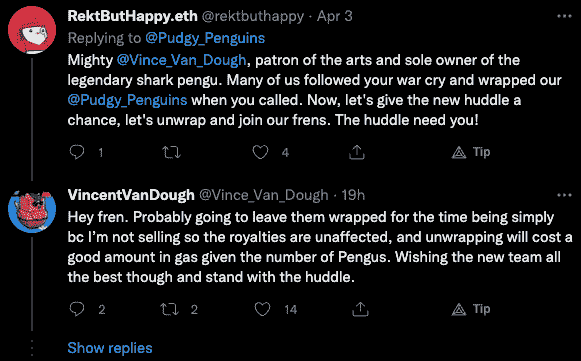 RektButHappy.eth @rektbuthappy · Apr 3
Replying to @Pudgy_Penguins
Mighty @Vince_Van_Dough, patron of the arts and sole owner of the
legendary shark pengu. Many of us followed your war cry and wrapped our
@Pudgy_Penguins when you called. Now, let's give the new huddle a
chance, let's unwrap and join our frens. The huddle need you!
1 4 Tip
VincentVanDough @Vince_Van_Dough · 19h
Hey fren. Probably going to leave them wrapped for the time being simply
bc I’m not selling so the royalties are unaffected, and unwrapping will cost a
good amount in gas given the number of Pengus. Wishing the new team all
the best though and stand with the huddle.
2 2 14 Tip
Show replies